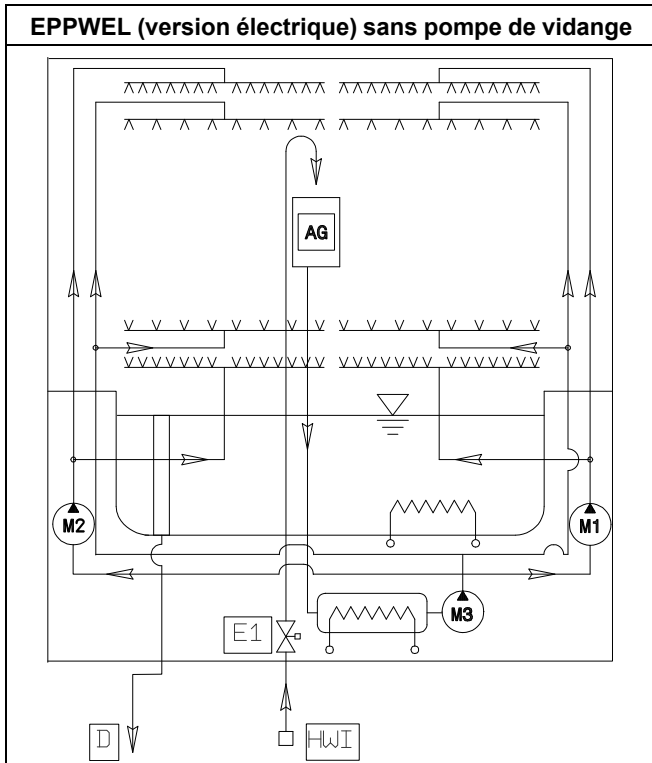 EPPWEL (version électrique) sans pompe de vidange
AG
M2
M1
M3
E1
D
HWI